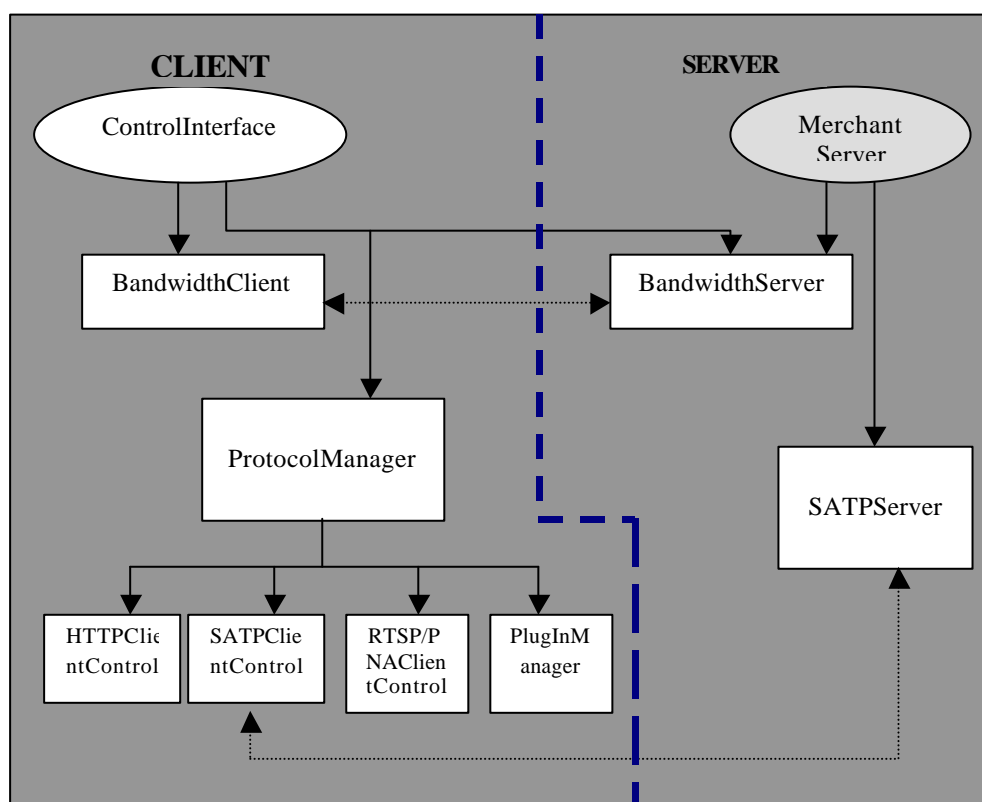 CLIENT
SERVER
ControlInterface
Merchant
Server
BandwidthClient
BandwidthServer
ProtocolManager
SATPServer
HTTPClie
ntControl
SATPClie
ntControl
RTSP/P
NAClien
tControl
PlugInM
anager